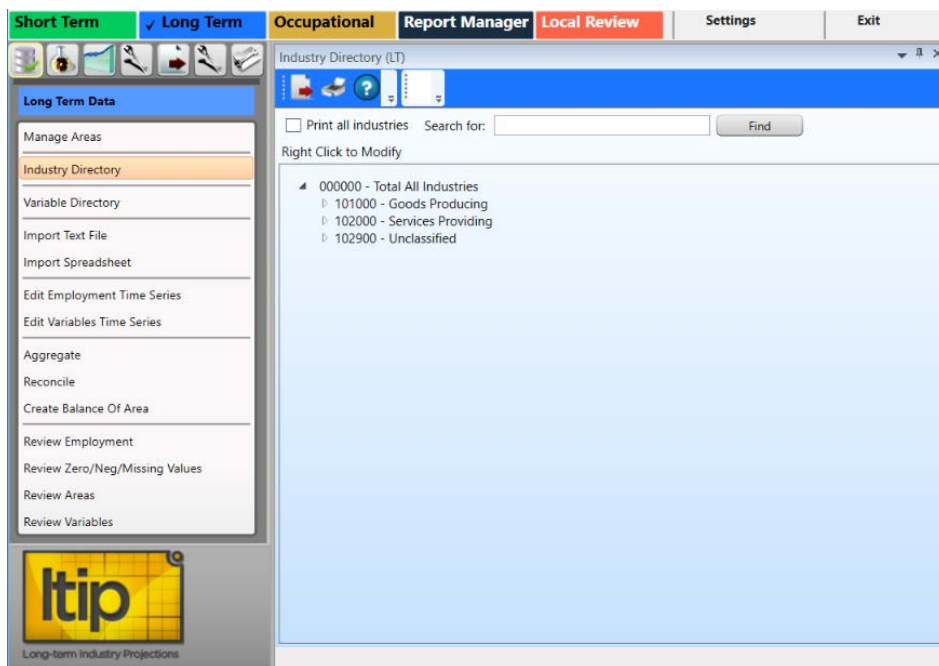 Short Term ✓ Long Term Occupational Report Manager Local Review Settings Exit
Industry Directory (LT)
Long Term Data
Manage Areas
Industry Directory
Variable Directory
Import Text File
Import Spreadsheet
Edit Employment Time Series
Edit Variables Time Series
Aggregate
Reconcile
Create Balance Of Area
Review Employment
Review Zero/Neg/Missing Values
Review Areas
Review Variables
ltip
Long-term Industry Projections
Print all industries Search for: Find
Right Click to Modify
000000 - Total All Industries
101000 - Goods Producing
102000 - Services Providing
102900 - Unclassified